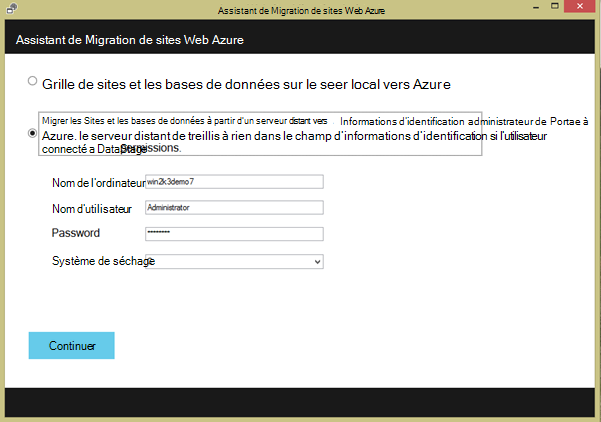 Assistant de Migration de sites Web Azure
Assistant de Migration de sites Web Azure
Grille de sites et les bases de données sur le seer local vers Azure
Migrer les Sites et les bases de données à partir d'un serveur distant vers Informations d'identification administrateur de Portae à
Azure. le serveur distant de treillis à rien dans le champ d'informations d'identification si l'utilisate
connecté a DataStage permissions.
Nom de l'ordinateur win2k3demo7
Nom d'utilisateur Administrator
Password ********
Système de séchage
Continuer